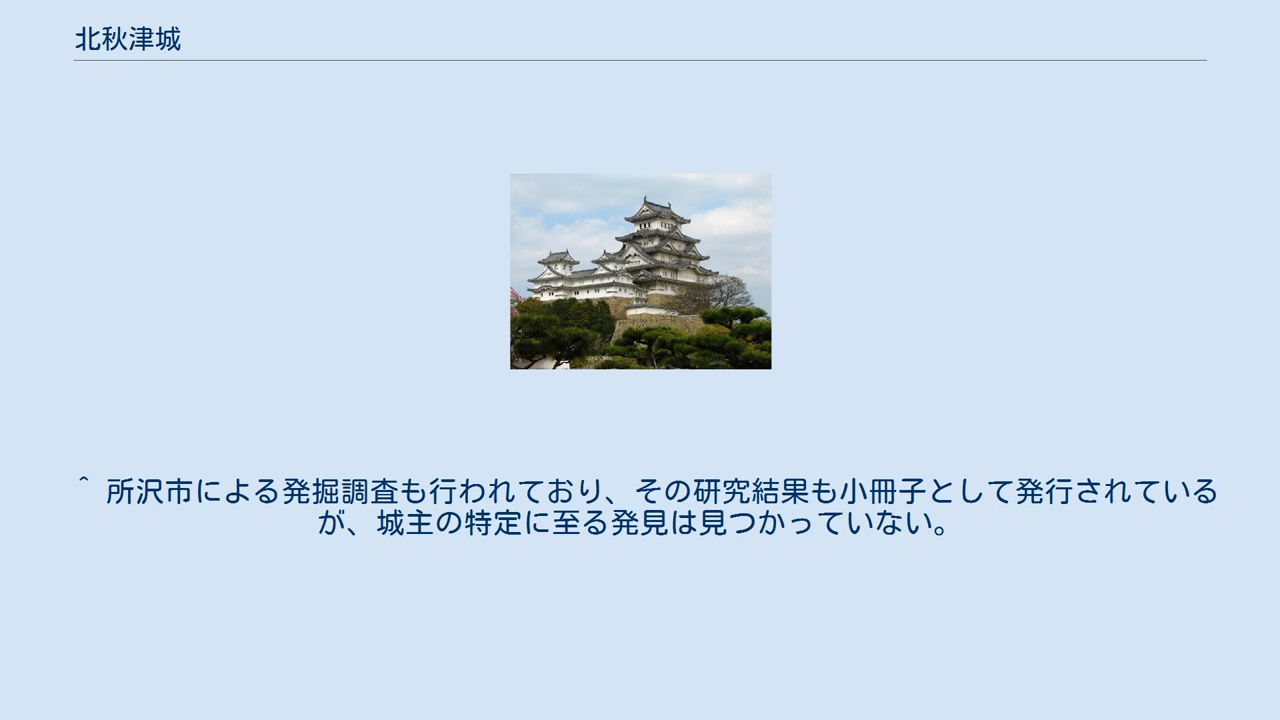 北秋津城
^ 所沢市による発掘調査も行われており、その研究結果も小冊子として発行されている
が、城主の特定に至る発見は見つかっていない。